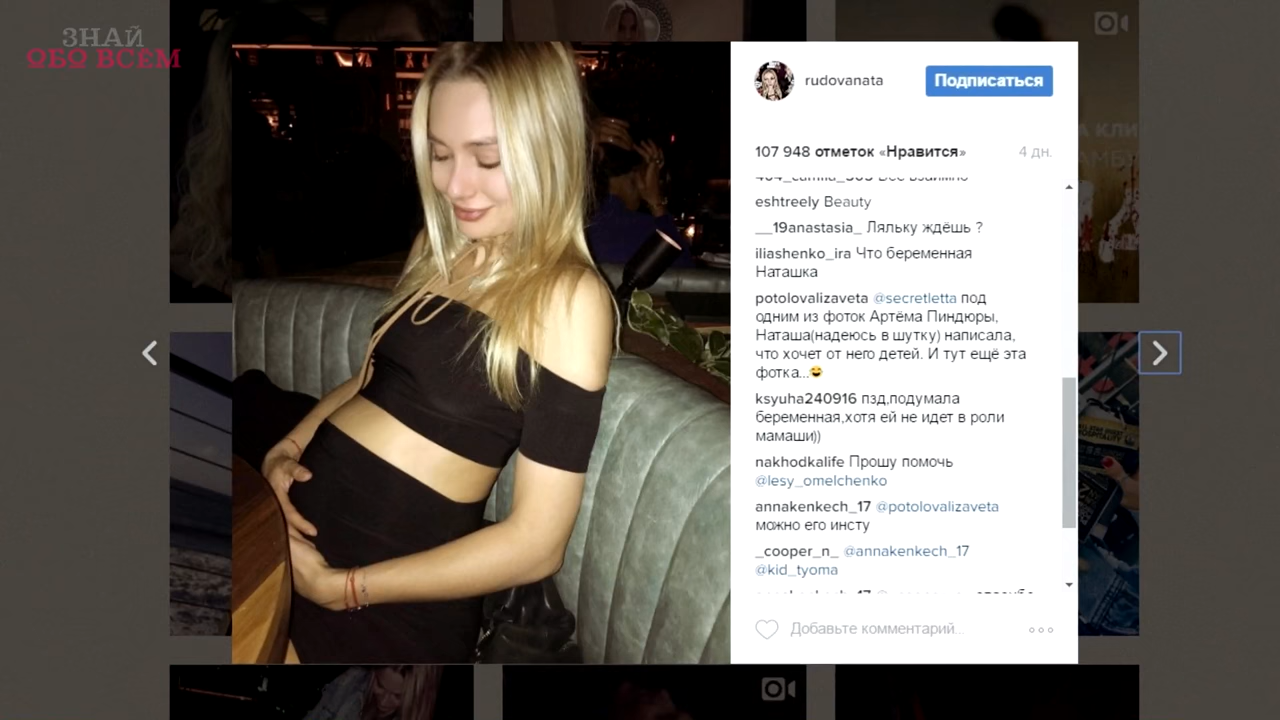 ЗНАЙ
ОБО ВСЁМ
rudovanata
Подписаться
107 948 отметок «Нравится»
4 дн.
eshtreely Beauty
__19anastasia_ Ляльку ждёшь ?
iliashenko_ira Что беременная
Наташка
potolovalizaveta @secretletta под
одним из фоток Артёма Пиндюры,
Наташа(надеюсь в шутку) написала,
что хочет от него детей. И тут ещё эта
фотка...😂
ksyuha240916 пзд,подумала
беременная,хотя ей не идет в роли
мамаши))
nakhodkalife Прошу помочь
@lesy_omelchenko
annakenkech_17 @potolovalizaveta
можно его инсту
_cooper_n_ @annakenkech_17
@kid_tyoma
Добавьте комментарий...